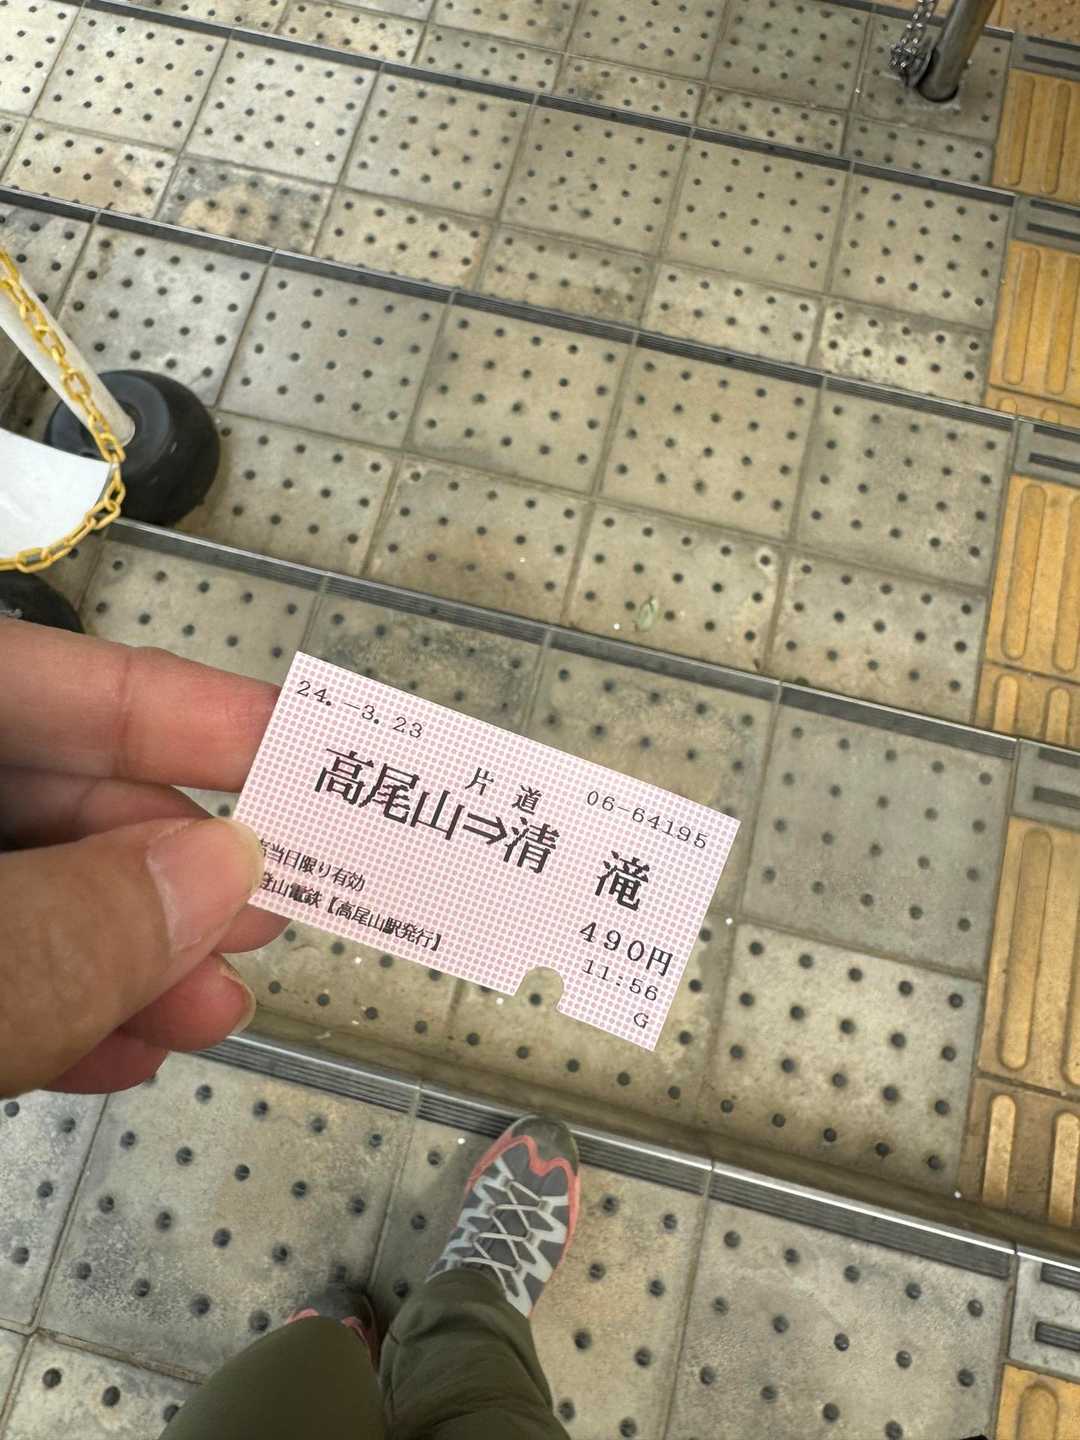 24.-3.23
片道
06-64195
高尾山⇒清滝
490円
当日限り有効
11:56
登山電鉄【高尾山駅発行】
G